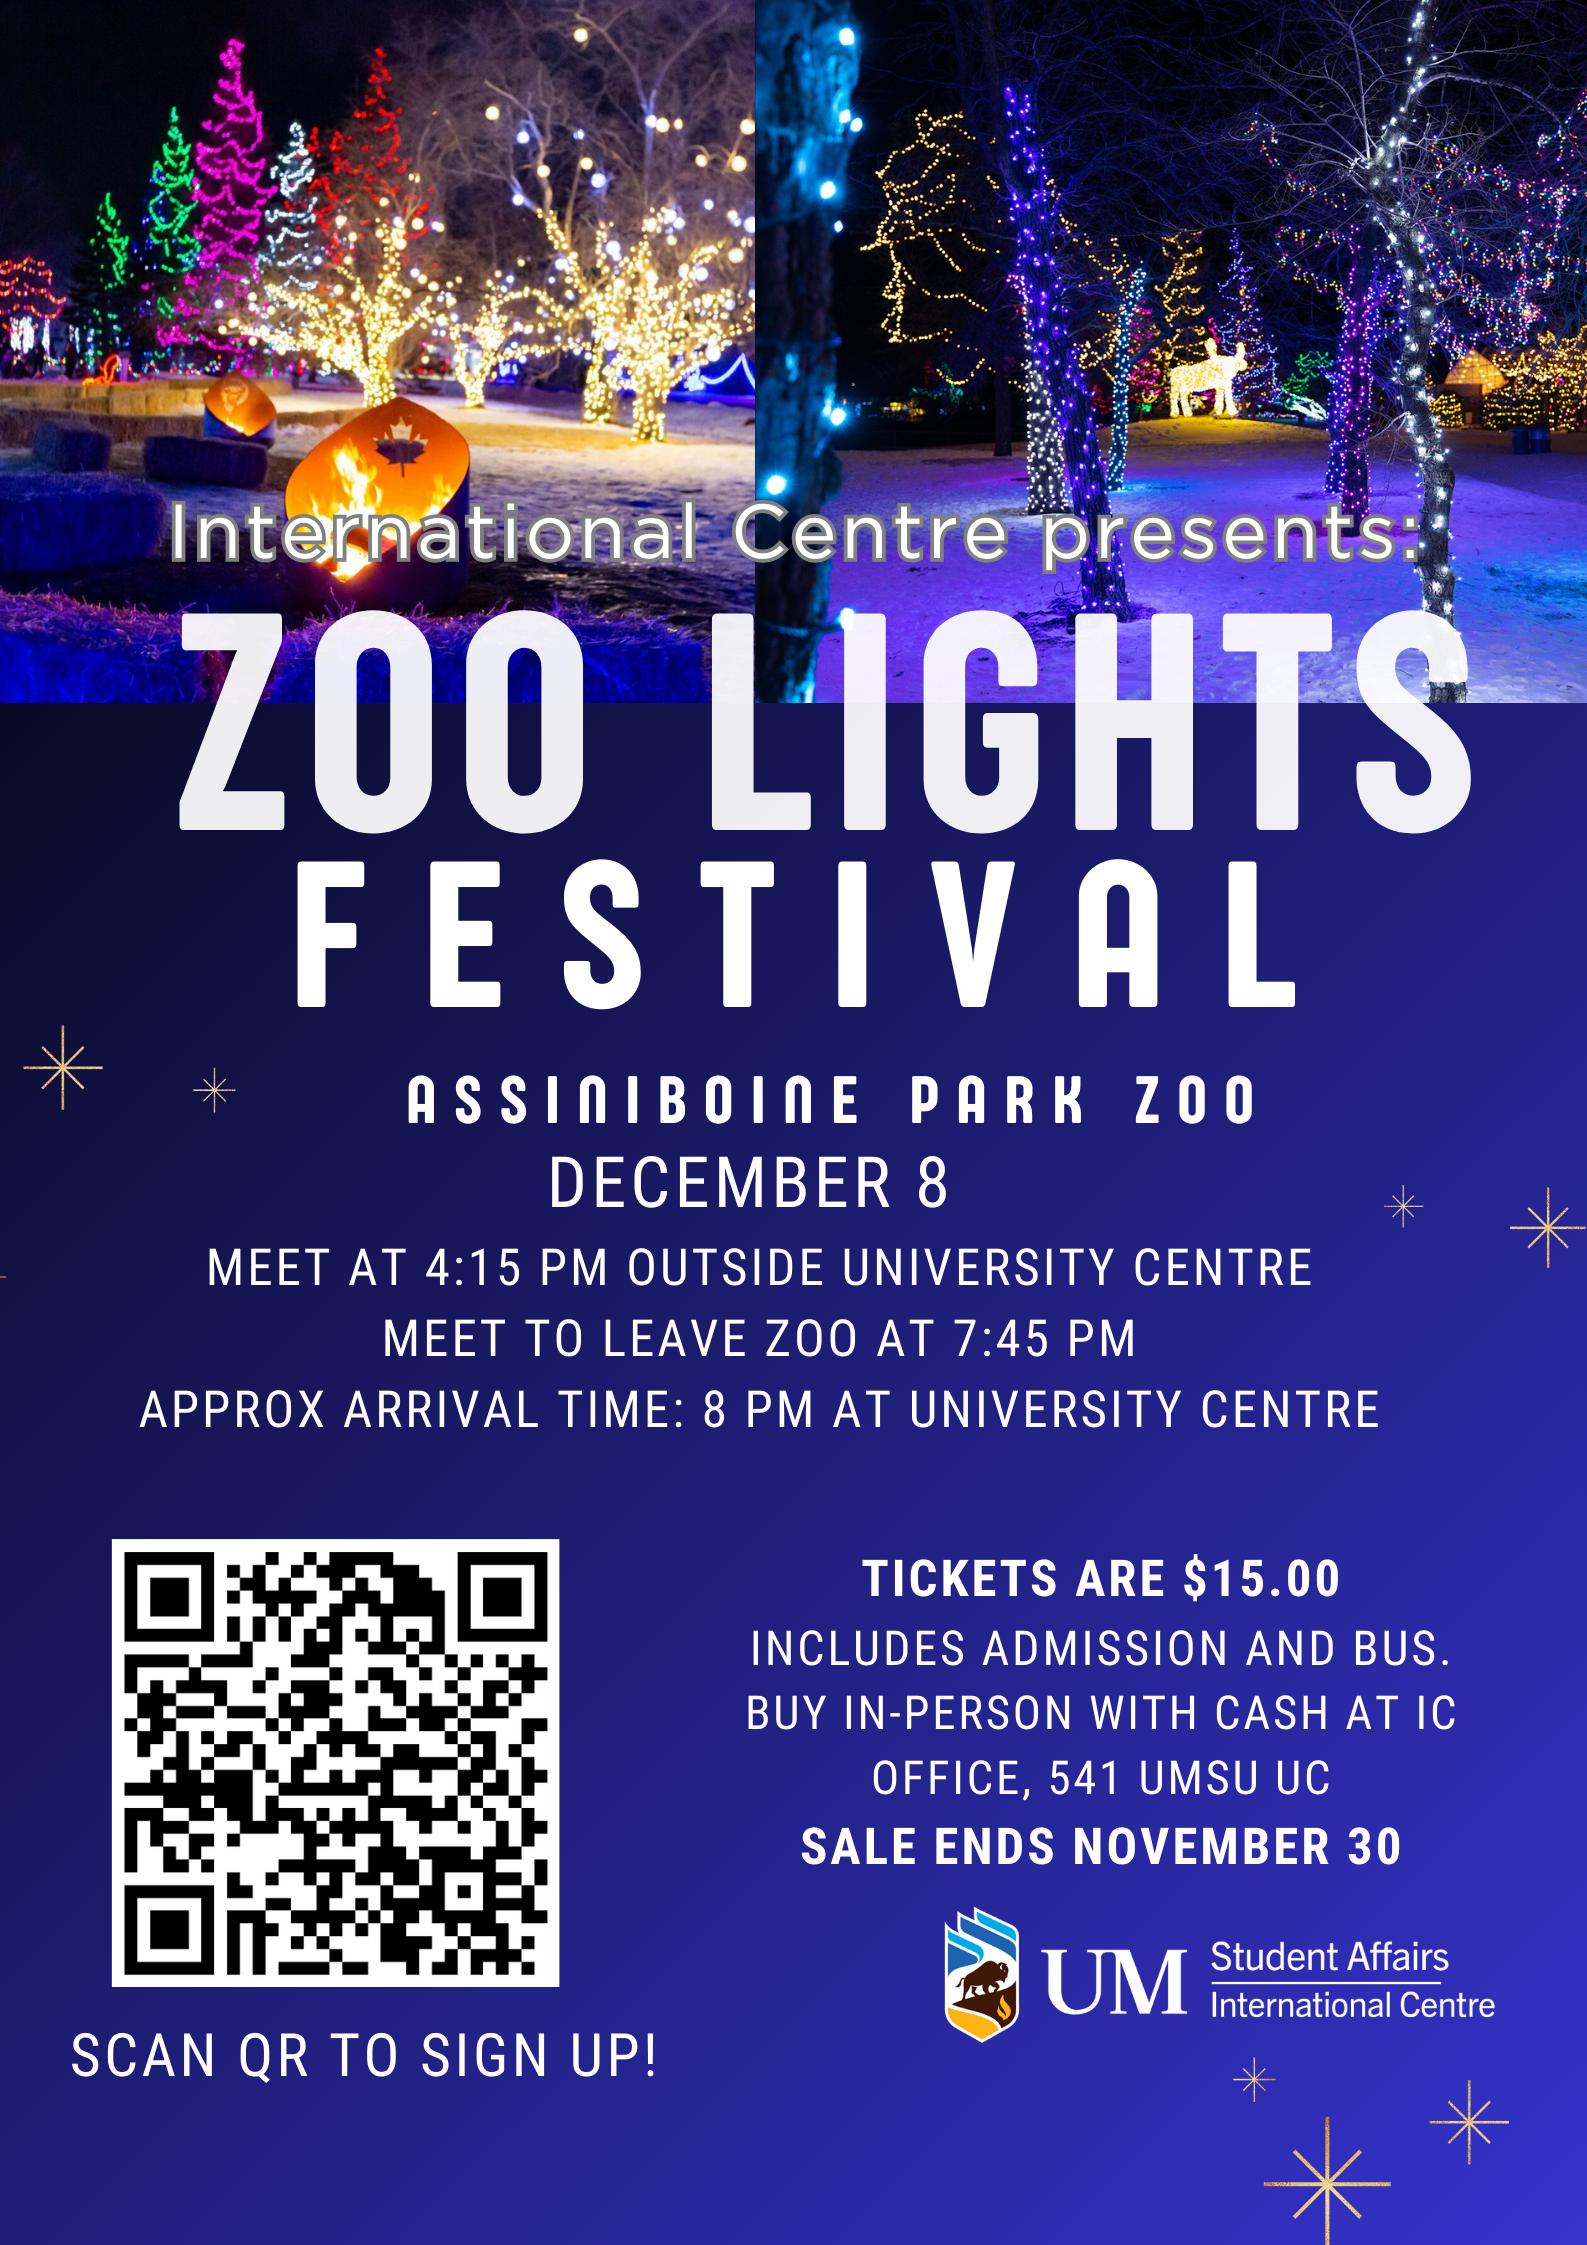 International Centre presents:
ZOO LIGHTS
FESTIVAL
ASSINIBOINE PARK ZOO
DECEMBER 8
MEET AT 4:15 PM OUTSIDE UNIVERSITY CENTRE
MEET TO LEAVE ZOO AT 7:45 PM
APPROX ARRIVAL TIME: 8 PM AT UNIVERSITY CENTRE
TICKETS ARE $15.00
INCLUDES ADMISSION AND BUS.
BUY IN-PERSON WITH CASH AT IC
OFFICE, 541 UMSU UC
SALE ENDS NOVEMBER 30
UM
Student Affairs
International Centre
SCAN QR TO SIGN UP!